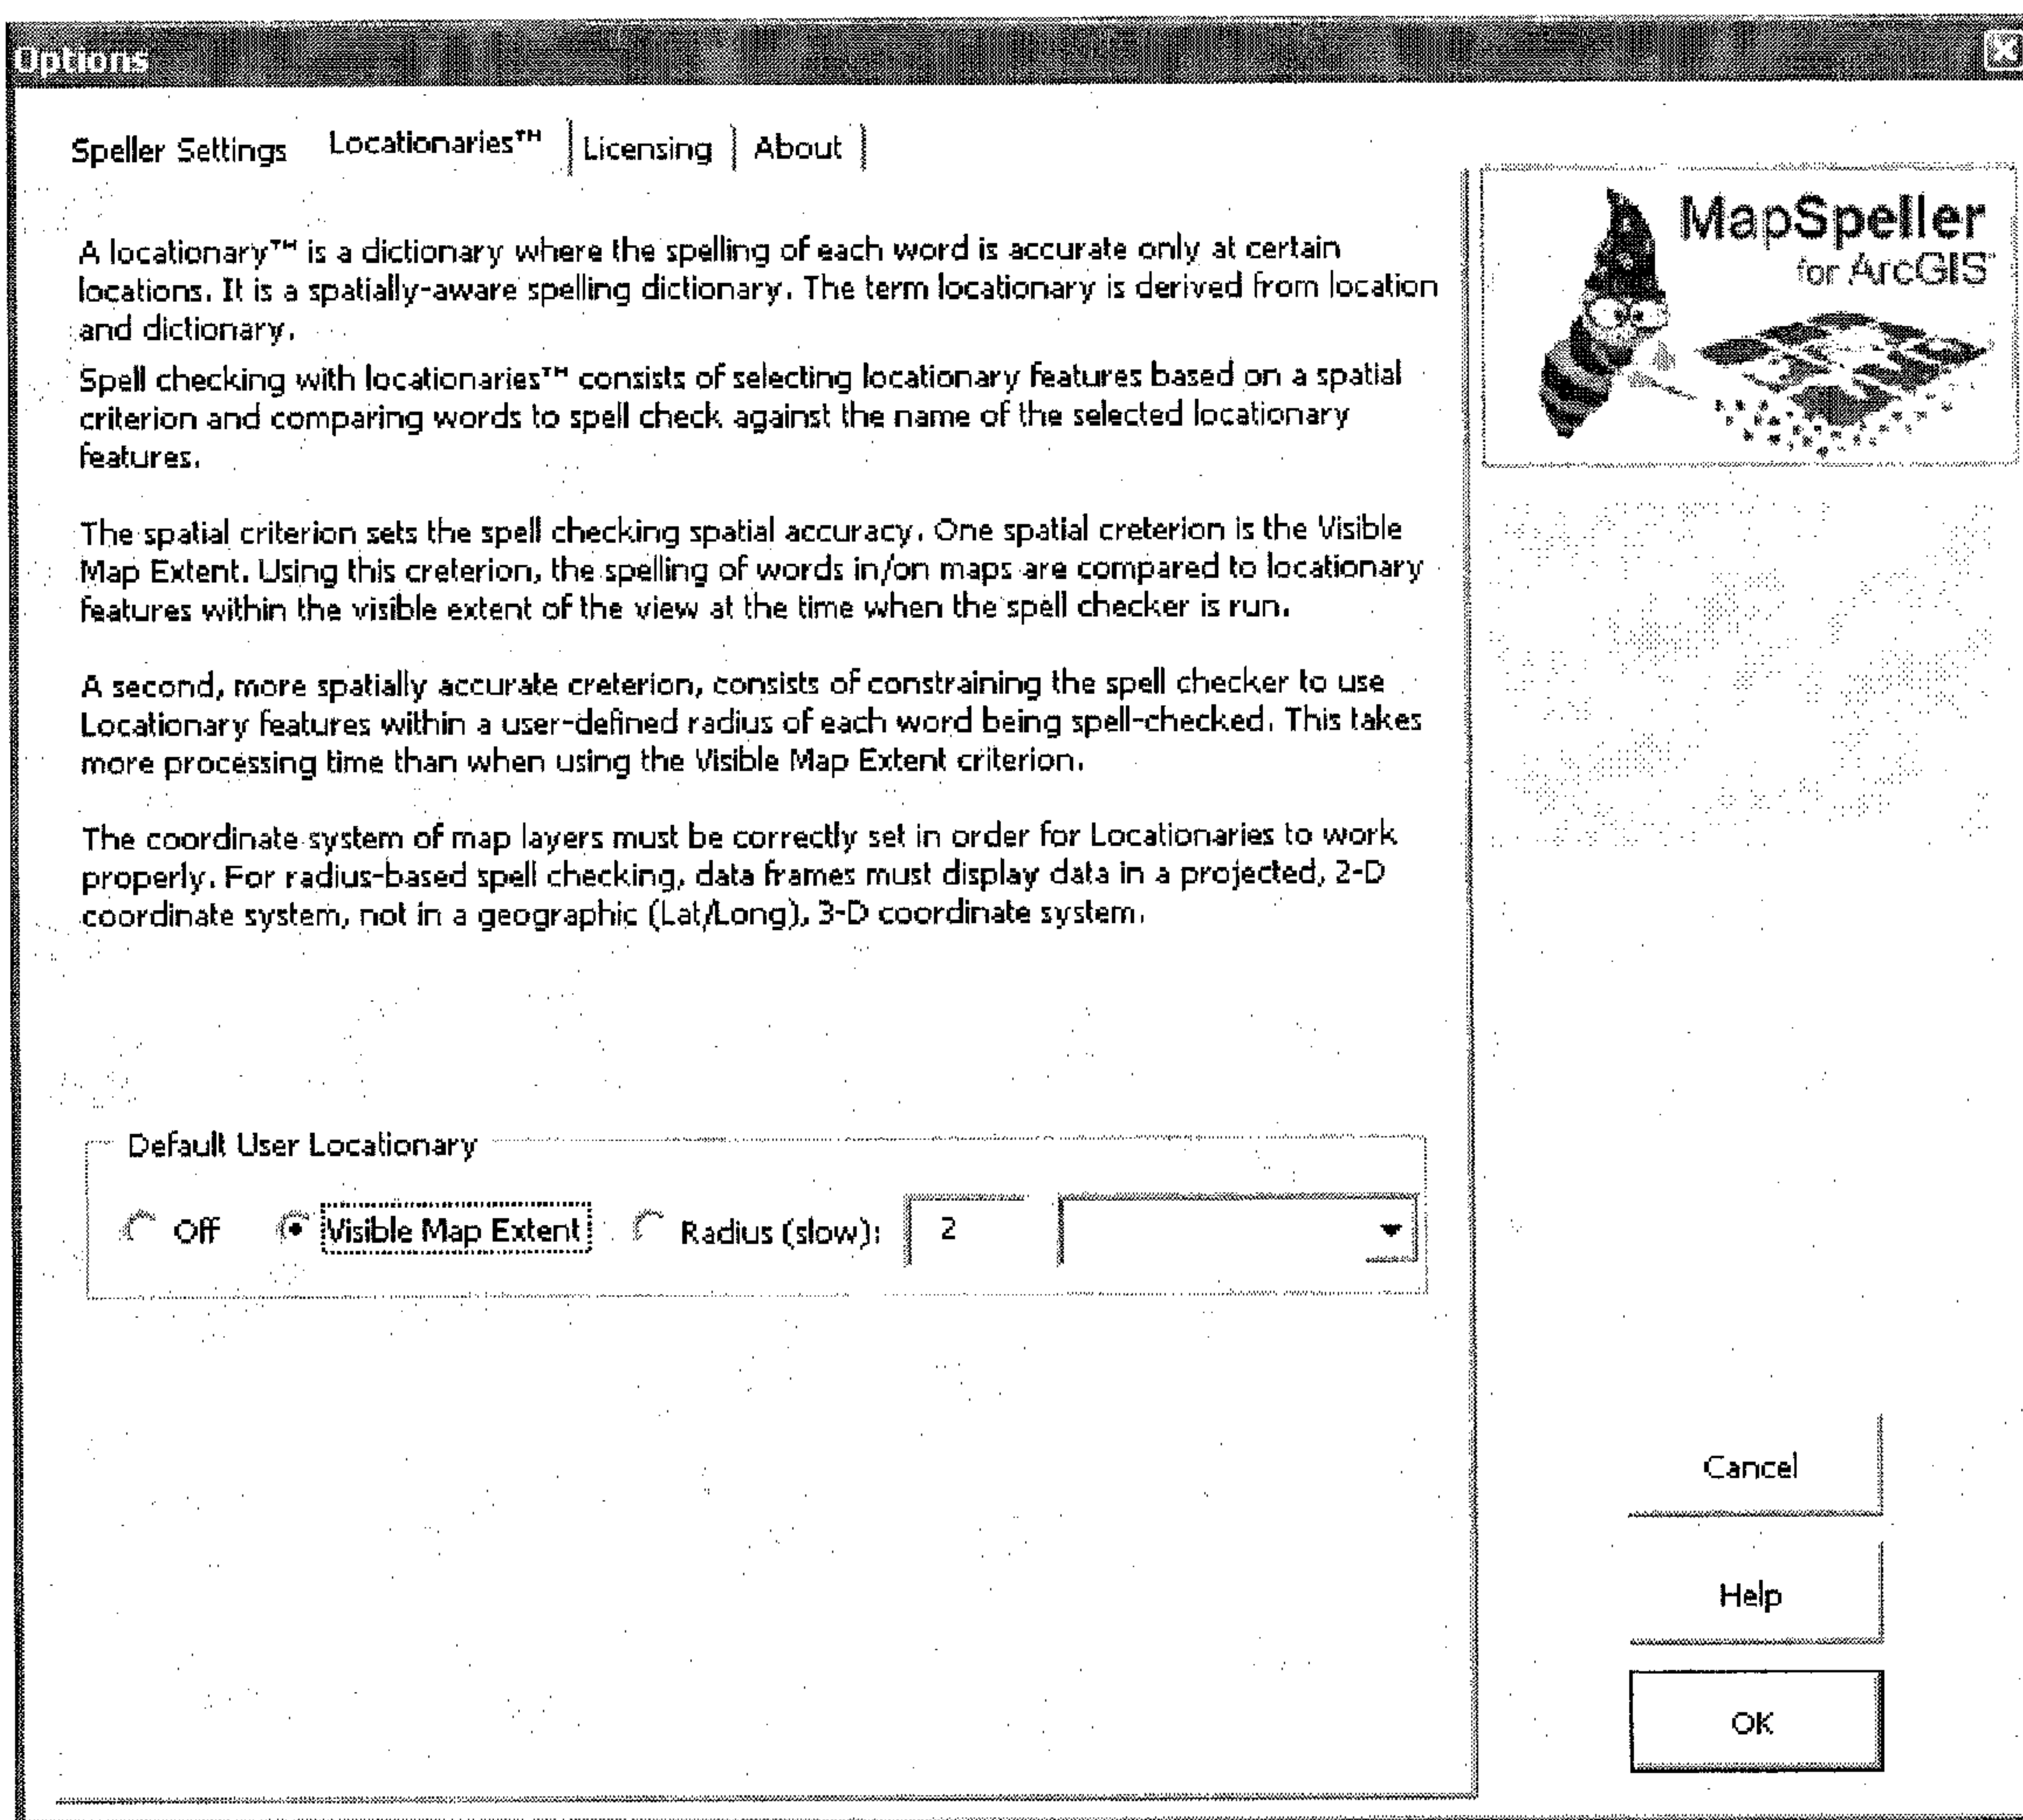 Options
Speller Settings Locationaries™ Licensing About
MapSpeller
for ArcGIS™
A locationary™ is a dictionary where the spelling of each word is accurate only at certain
locations. It is a spatially-aware spelling dictionary. The term locationary is derived from location
and dictionary.
Spell checking with locationaries™ consists of selecting locationary features based on a spatial
criterion and comparing words to spell check against the name of the selected locationary
features.
The spatial criterion sets the spell checking spatial accuracy. One spatial creterion is the Visible
Map Extent. Using this creterion, the spelling of words in/on maps are compared to locationary
features within the visible extent of the view at the time when the spell checker is run.
A second, more spatially accurate creterion, consists of constraining the spell checker to use
Locationary features within a user-defined radius of each word being spell-checked. This takes
more processing time than when using the Visible Map Extent criterion.
The coordinate system of map layers must be correctly set in order for Locationaries to work
properly. For radius-based spell checking, data frames must display data in a projected, 2-D
coordinate system, not in a geographic (Lat/Long), 3-D coordinate system.
Default User Locationary
Off Visible Map Extent Radius (slow): 2
Cancel
Help
OK